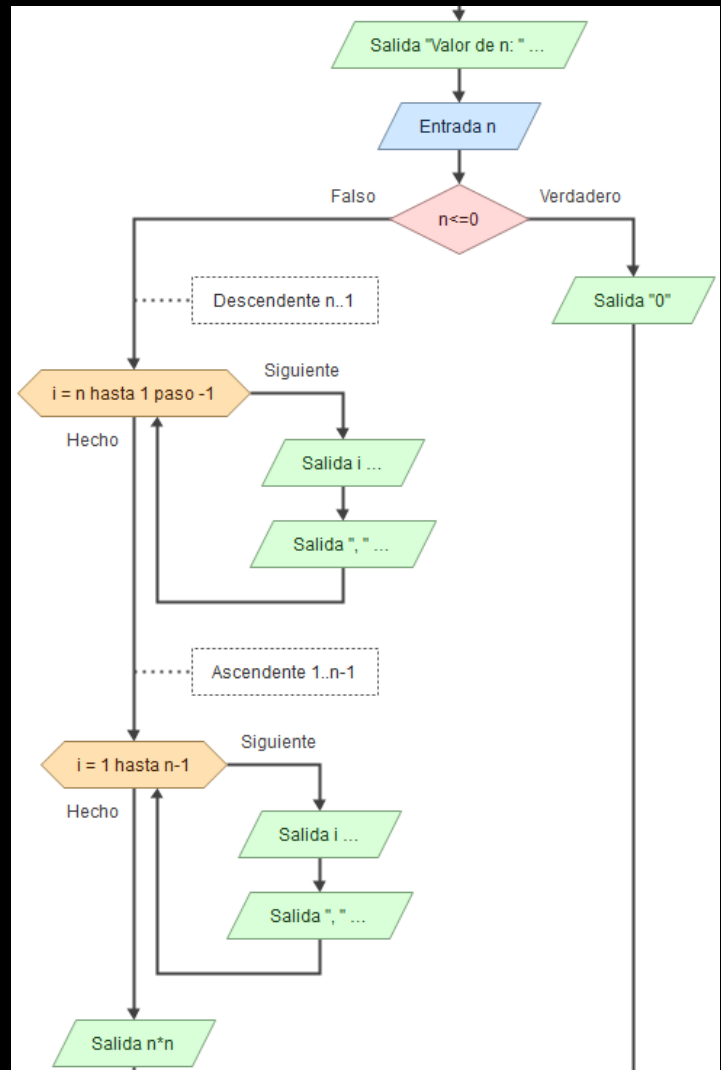 Salida "Valor de n: " ...
Entrada n
Falso
Verdadero
n<=0
Descendente n..1
Salida "0"
Siguiente
i = n hasta 1 paso -1
Hecho
Salida i ...
Salida ", " ...
Ascendente 1..n-1
Siguiente
i = 1 hasta n-1
Hecho
Salida i ...
Salida ", " ...
Salida n*n